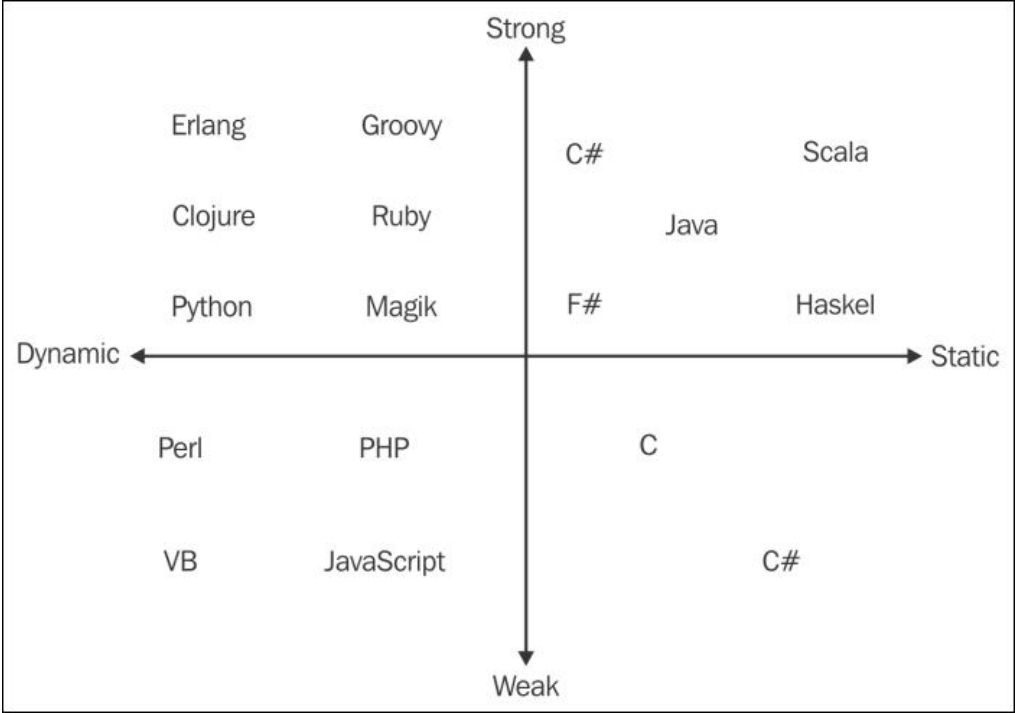 Strong
Erlang Groovy
C# Scala
Clojure Ruby
Java
Python Magik F# Haskel
Dynamic Static
Perl PHP C
VB JavaScript C#
Weak